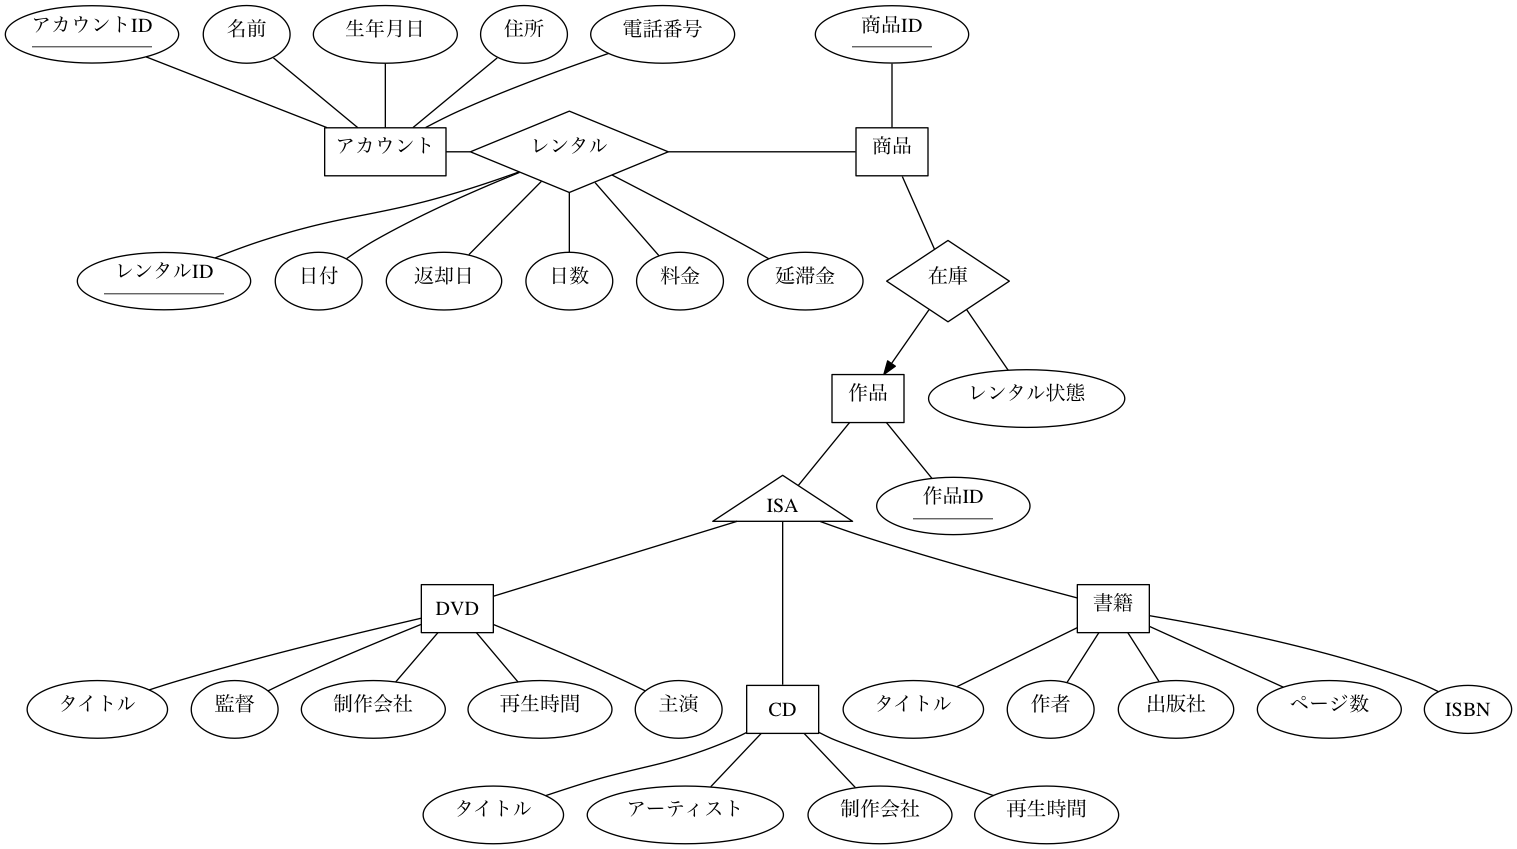 アカウントID
名前
生年月日
住所
電話番号
商品ID
アカウント
レンタル
商品
レンタルID
日付
返却日
日数
料金
延滞金
在庫
作品
レンタル状態
ISA
作品ID
DVD
書籍
タイトル
監督
制作会社
再生時間
主演
CD
タイトル
作者
出版社
ページ数
ISBN
タイトル
アーティスト
制作会社
再生時間